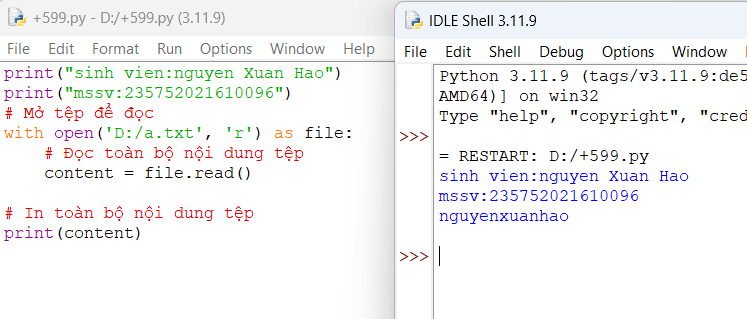 +599.py - D:/+599.py (3.11.9)
File Edit Format Run Options Window Help
print("sinh vien:nguyen Xuan Hao")
print("mssv:235752021610096")
# Mở tệp để đọc
with open('D:/a.txt', 'r') as file:
    # Đọc toàn bộ nội dung tệp
    content = file.read()
# In toàn bộ nội dung tệp
print(content)
IDLE Shell 3.11.9
File Edit Shell Debug Options Window
Python 3.11.9 (tags/v3.11.9:de5
AMD64)] on win32
Type "help", "copyright", "cred
>>>
= RESTART: D:/+599.py
sinh vien:nguyen Xuan Hao
mssv:235752021610096
nguyenxuanhao
>>>